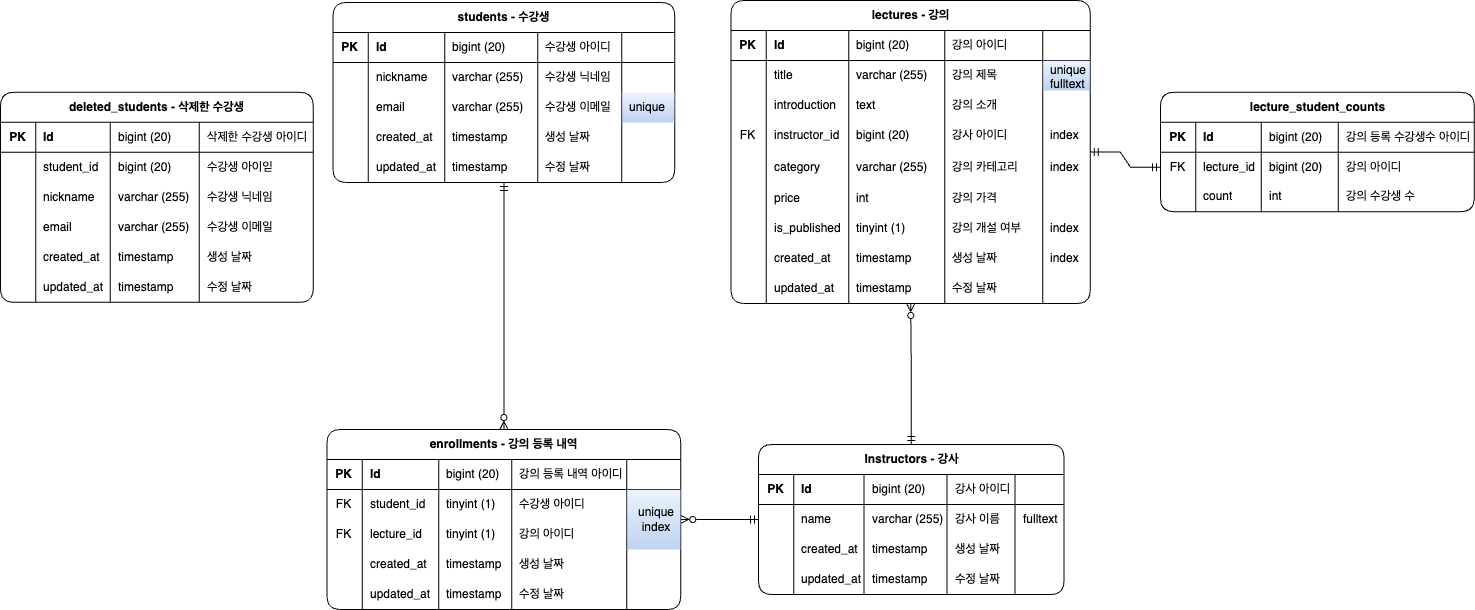 deleted_students - 삭제한 수강생
PK Id bigint (20) 삭제한 수강생 아이디
student_id bigint (20) 수강생 아이읻
nickname varchar (255) 수강생 닉네임
email varchar (255) 수강생 이메일
created_at timestamp 생성 날짜
updated_at timestamp 수정 날짜
students - 수강생
PK Id bigint (20) 수강생 아이디
nickname varchar (255) 수강생 닉네임
email varchar (255) 수강생 이메일 unique
created_at timestamp 생성 날짜
updated_at timestamp 수정 날짜
lectures - 강의
PK Id bigint (20) 강의 아이디
title varchar (255) 강의 제목 unique
fulltext
introduction text 강의 소개
FK instructor_id bigint (20) 강사 아이디 index
category varchar (255) 강의 카테고리 index
price int 강의 가격
is_published tinyint (1) 강의 개설 여부 index
created_at timestamp 생성 날짜 index
updated_at timestamp 수정 날짜
lecture_student_counts
PK Id bigint (20) 강의 등록 수강생수 아이디
FK lecture_id bigint (20) 강의 아이디
count int 강의 수강생 수
enrollments - 강의 등록 내역
PK Id bigint (20) 강의 등록 내역 아이디
FK student_id tinyint (1) 수강생 아이디 unique
index
FK lecture_id tinyint (1) 강의 아이디
created_at timestamp 생성 날짜
updated_at timestamp 수정 날짜
Instructors - 강사
PK Id bigint (20) 강사 아이디
name varchar (255) 강사 이름 fulltext
created_at timestamp 생성 날짜
updated_at timestamp 수정 날짜